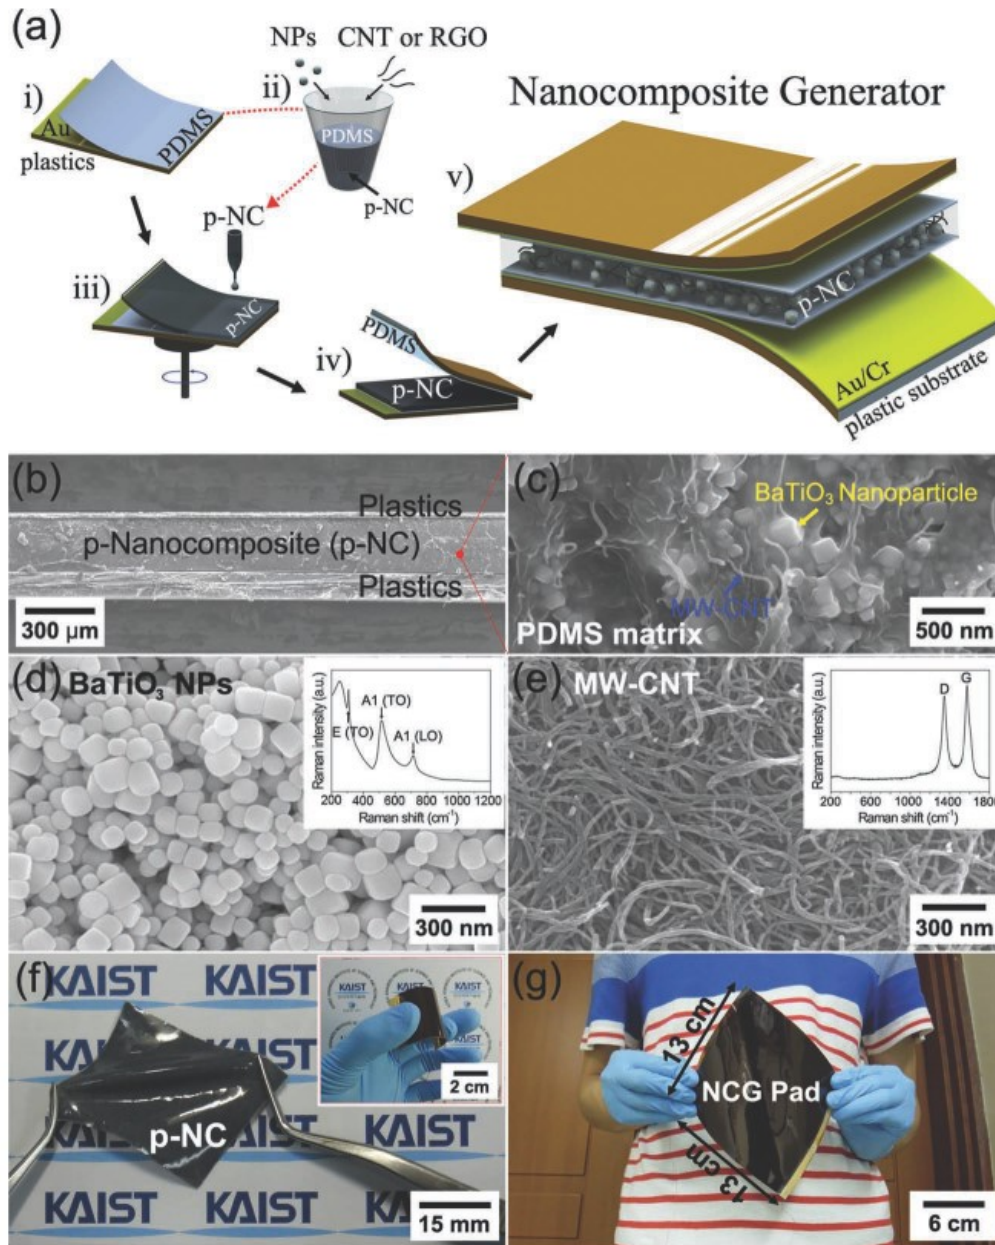 (a)
NPs CNT or RGO
i)
ii)
Au
plastics
PDMS
PDMS
p-NC
Nanocomposite Generator
v)
p-NC
iii)
p-NC
iv)
PDMS
p-NC
p-NC
Au/Cr
plastic substrate
(b)
Plastics
p-Nanocomposite (p-NC)
Plastics
300 µm
(c)
BaTiO₃ Nanoparticle
MW-CNT
PDMS matrix
500 nm
(d) BaTiO₃ NPs
Raman intensity (a.u.)
E (TO)
A1 (TO)
A1 (LO)
200 400 600 800 1000 1200
Raman shift (cm⁻¹)
300 nm
(e) MW-CNT
Raman intensity (a.u.)
D
G
200 600 1000 1400 1800
Raman shift (cm⁻¹)
300 nm
(f)
KAIST KAIST
KAIST
KAIST
KAIST
KAIST
KAIST
KAIST KAIST
2 cm
p-NC
15 mm
(g)
13 cm
NCG Pad
13 cm
6 cm